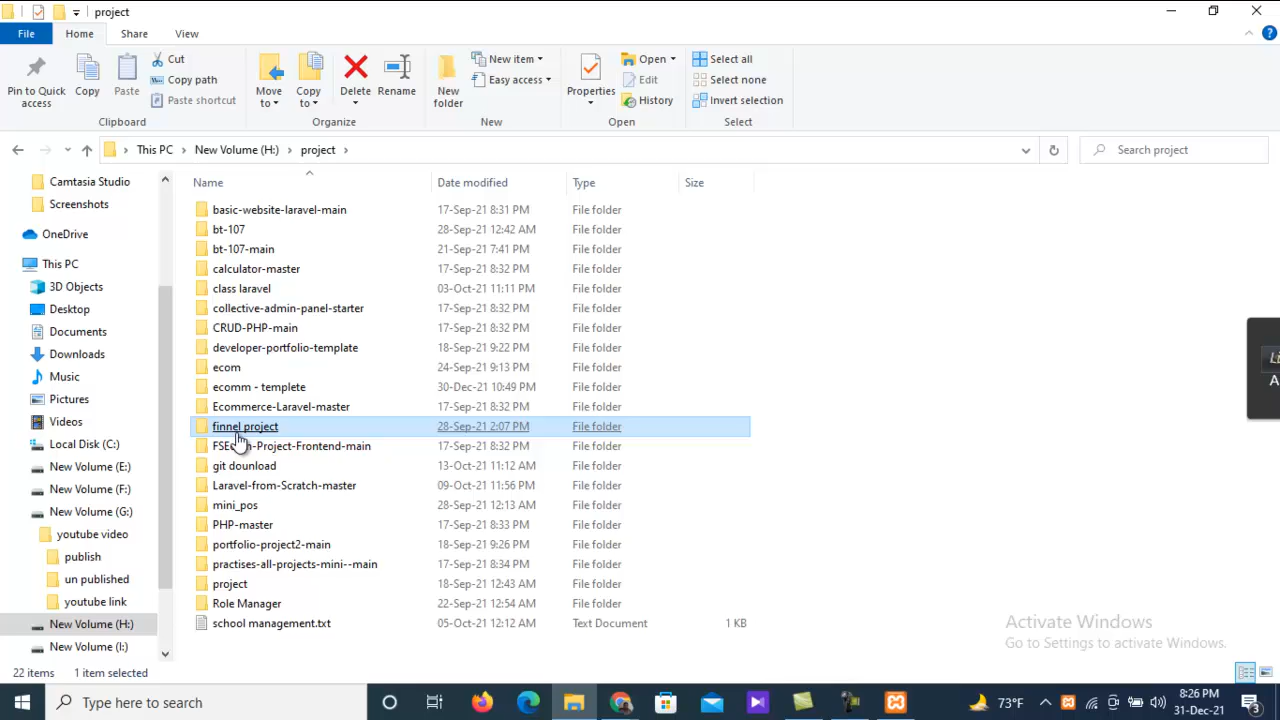 project
File Home Share View
Pin to Quick access
Copy
Paste
Cut
Copy path
Paste shortcut
Clipboard
Move to
Copy to
Delete
Rename
Organize
New folder
New item
Easy access
New
Properties
Open
Edit
History
Open
Select all
Select none
Invert selection
Select
This PC New Volume (H:) project
Search project
Camtasia Studio
Screenshots
OneDrive
This PC
3D Objects
Desktop
Documents
Downloads
Music
Pictures
Videos
Local Disk (C:)
New Volume (E:)
New Volume (F:)
New Volume (G:)
youtube video
publish
un published
youtube link
New Volume (H:)
New Volume (I:)
Name Date modified Type Size
basic-website-laravel-main 17-Sep-21 8:31 PM File folder
bt-107 28-Sep-21 12:42 AM File folder
bt-107-main 21-Sep-21 7:41 PM File folder
calculator-master 17-Sep-21 8:32 PM File folder
class laravel 03-Oct-21 11:11 PM File folder
collective-admin-panel-starter 17-Sep-21 8:32 PM File folder
CRUD-PHP-main 17-Sep-21 8:32 PM File folder
developer-portfolio-template 18-Sep-21 9:22 PM File folder
ecom 24-Sep-21 9:13 PM File folder
ecomm - templete 30-Dec-21 10:49 PM File folder
Ecommerce-Laravel-master 17-Sep-21 8:32 PM File folder
finnel project 28-Sep-21 2:07 PM File folder
-Project-Frontend-main 17-Sep-21 8:32 PM File folder
git dounload 13-Oct-21 11:12 AM File folder
Laravel-from-Scratch-master 09-Oct-21 11:56 PM File folder
mini_pos 28-Sep-21 12:13 AM File folder
PHP-master 17-Sep-21 8:33 PM File folder
portfolio-project2-main 18-Sep-21 9:26 PM File folder
practises-all-projects-mini--main 17-Sep-21 8:34 PM File folder
project 18-Sep-21 12:43 AM File folder
Role Manager 22-Sep-21 12:54 AM File folder
school management.txt 05-Oct-21 12:12 AM Text Document 1 KB
Activate Windows
Go to Settings to activate Windows.
22 items 1 item selected
Type here to search
73°F
8:26 PM
31-Dec-21
3